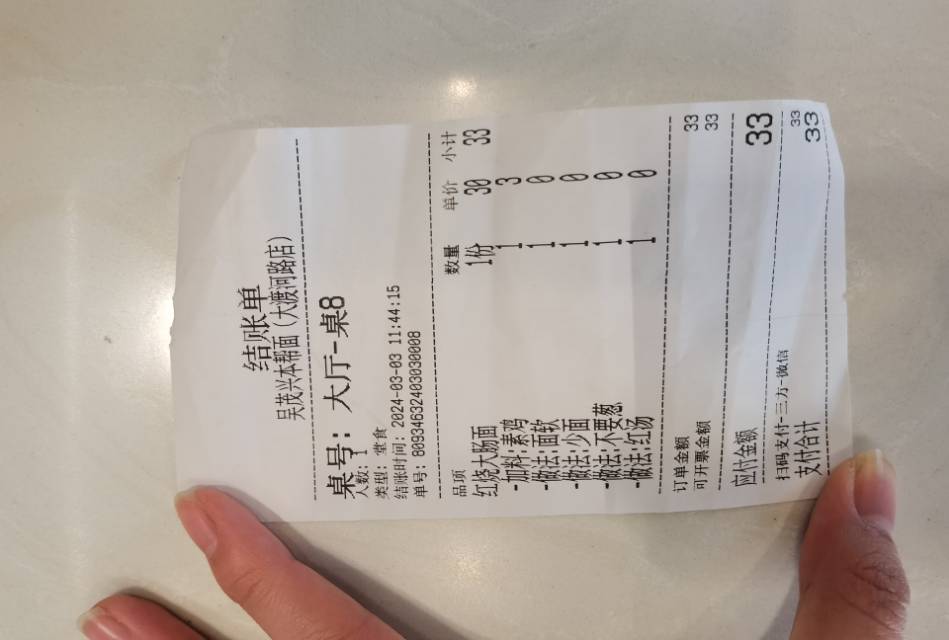 结账单
吴茂兴本帮面（大渡河路店）
桌号: 大厅-桌8
人数: 1
类型: 堂食
结账时间: 2024-03-03 11:44:15
单号: 80934632403030008
品项 数量 单价 小计
红烧大肠面 1份 30 33
-加料:素鸡 1 3
-做法:面软 1 0
-做法:少面 1 0
-做法:不要葱 1 0
-做法:红汤 1 0
订单金额 33
可开票金额 33
应付金额 33
扫码支付-三方-微信 33
支付合计 33